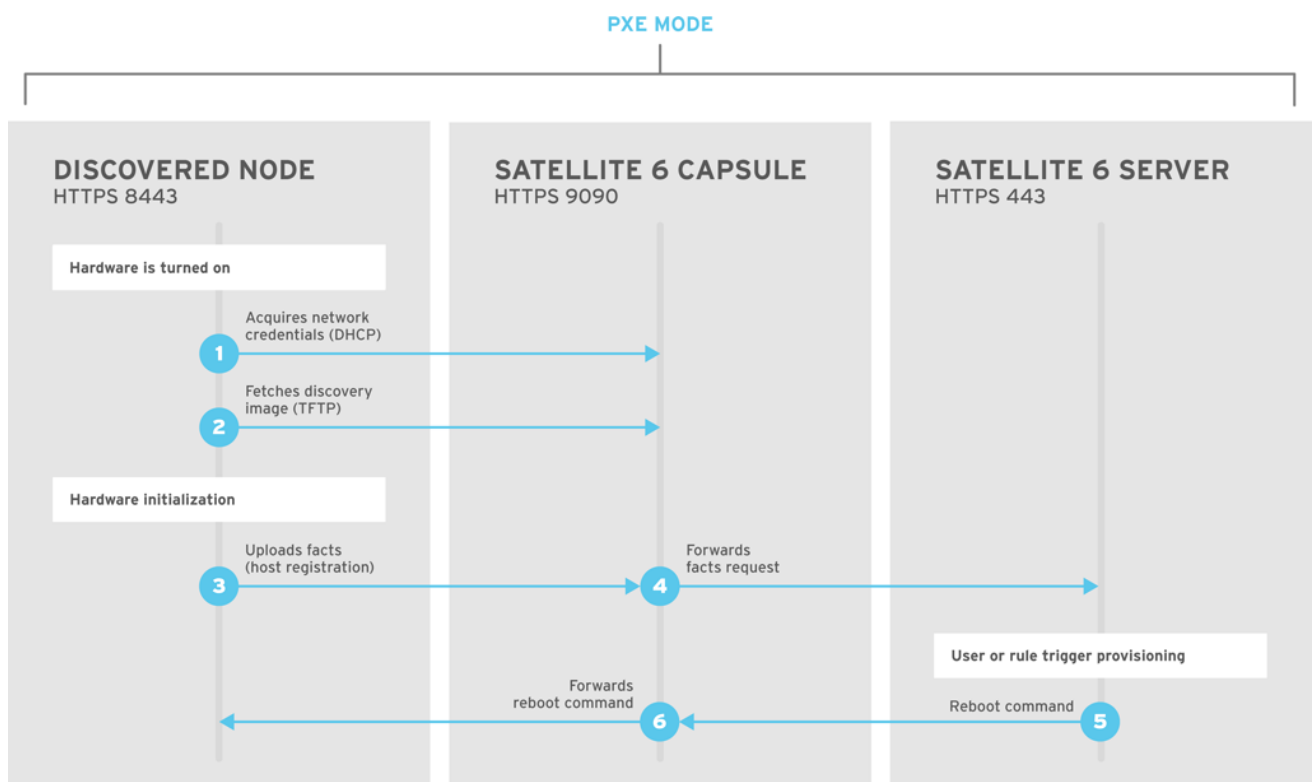 PXE MODE
DISCOVERED NODE
HTTPS 8443
SATELLITE 6 CAPSULE
HTTPS 9090
SATELLITE 6 SERVER
HTTPS 443
Hardware is turned on
Acquires network
credentials (DHCP)
1
Fetches discovery
image (TFTP)
2
Hardware initialization
Uploads facts
(host registration)
3
Forwards
facts request
4
User or rule trigger provisioning
Reboot command
5
Forwards
reboot command
6